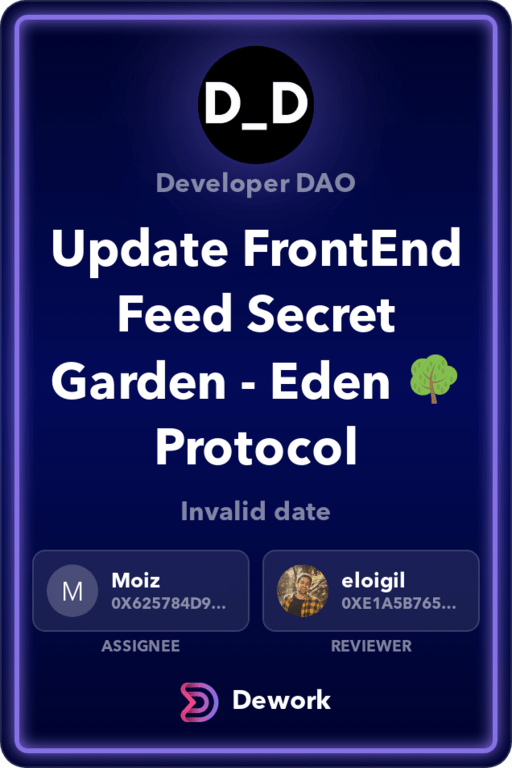 D_D
Developer DAO
Update FrontEnd
Feed Secret
Garden - Eden 🌳
Protocol
Invalid date
M
Moiz
0X625784D9...
eloigil
0XE1A5B765...
ASSIGNEE
REVIEWER
Dework